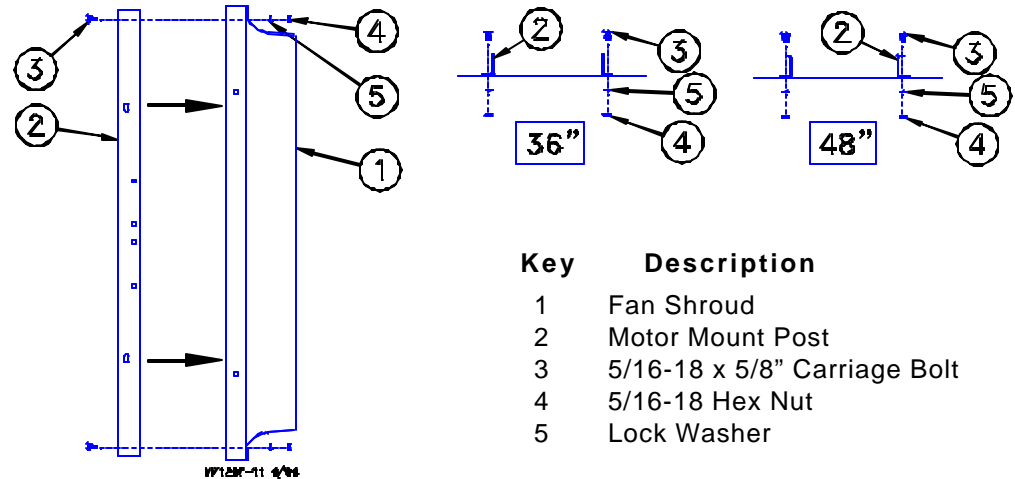 2
3
4
3
3
2
5
5
5
2
36”
4
48”
4
1
Key Description
1 Fan Shroud
2 Motor Mount Post
3 5/16-18 x 5/8” Carriage Bolt
4 5/16-18 Hex Nut
5 Lock Washer